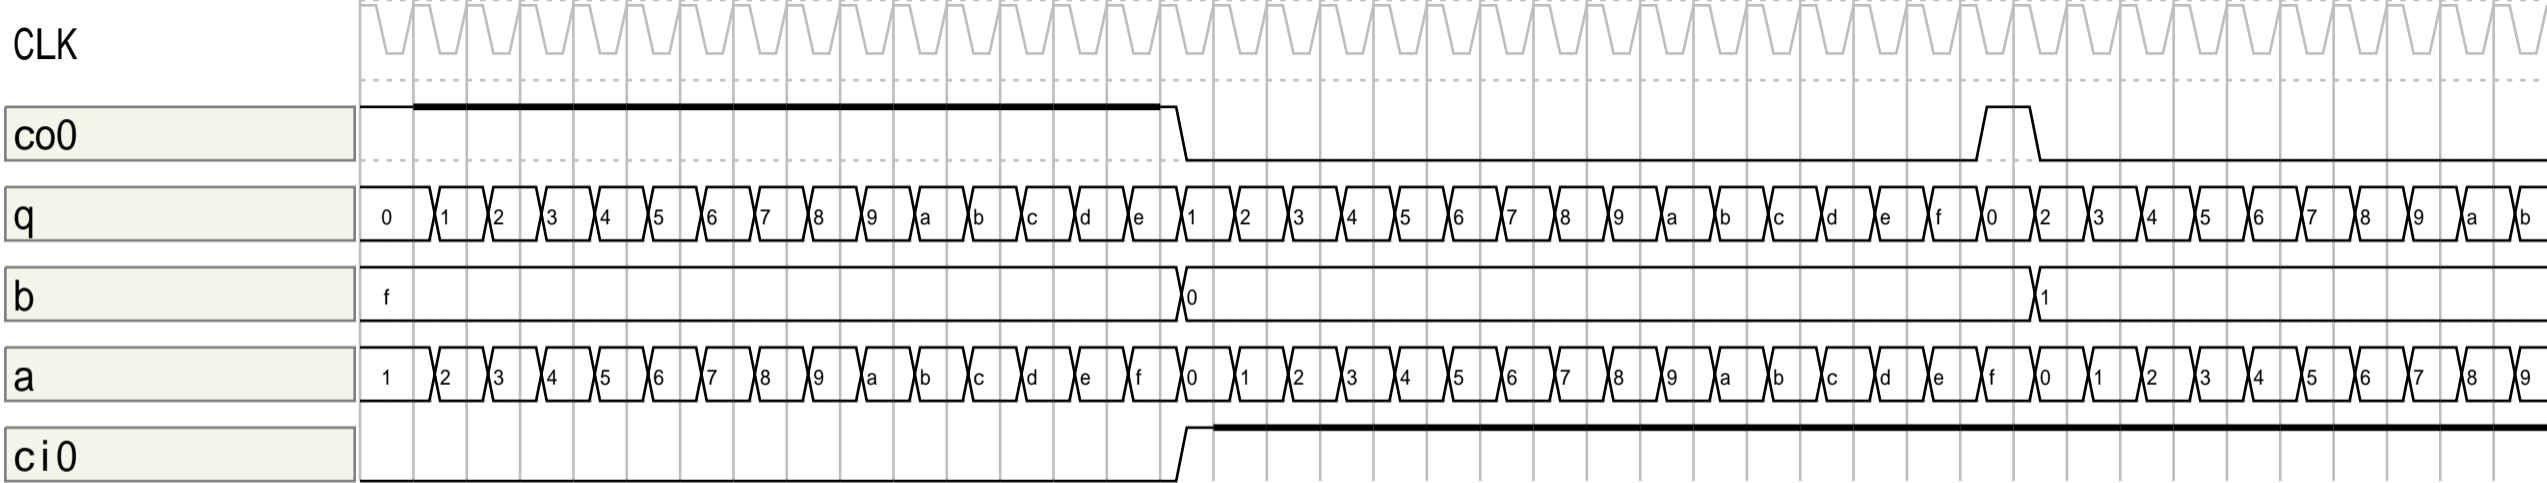 CLK
co0
q 0 1 2 3 4 5 6 7 8 9 a b c d e 1 2 3 4 5 6 7 8 9 a b c d e f 0 2 3 4 5 6 7 8 9 a b
b f 0 1
a 1 2 3 4 5 6 7 8 9 a b c d e f 0 1 2 3 4 5 6 7 8 9 a b c d e f 0 1 2 3 4 5 6 7 8 9
ci0